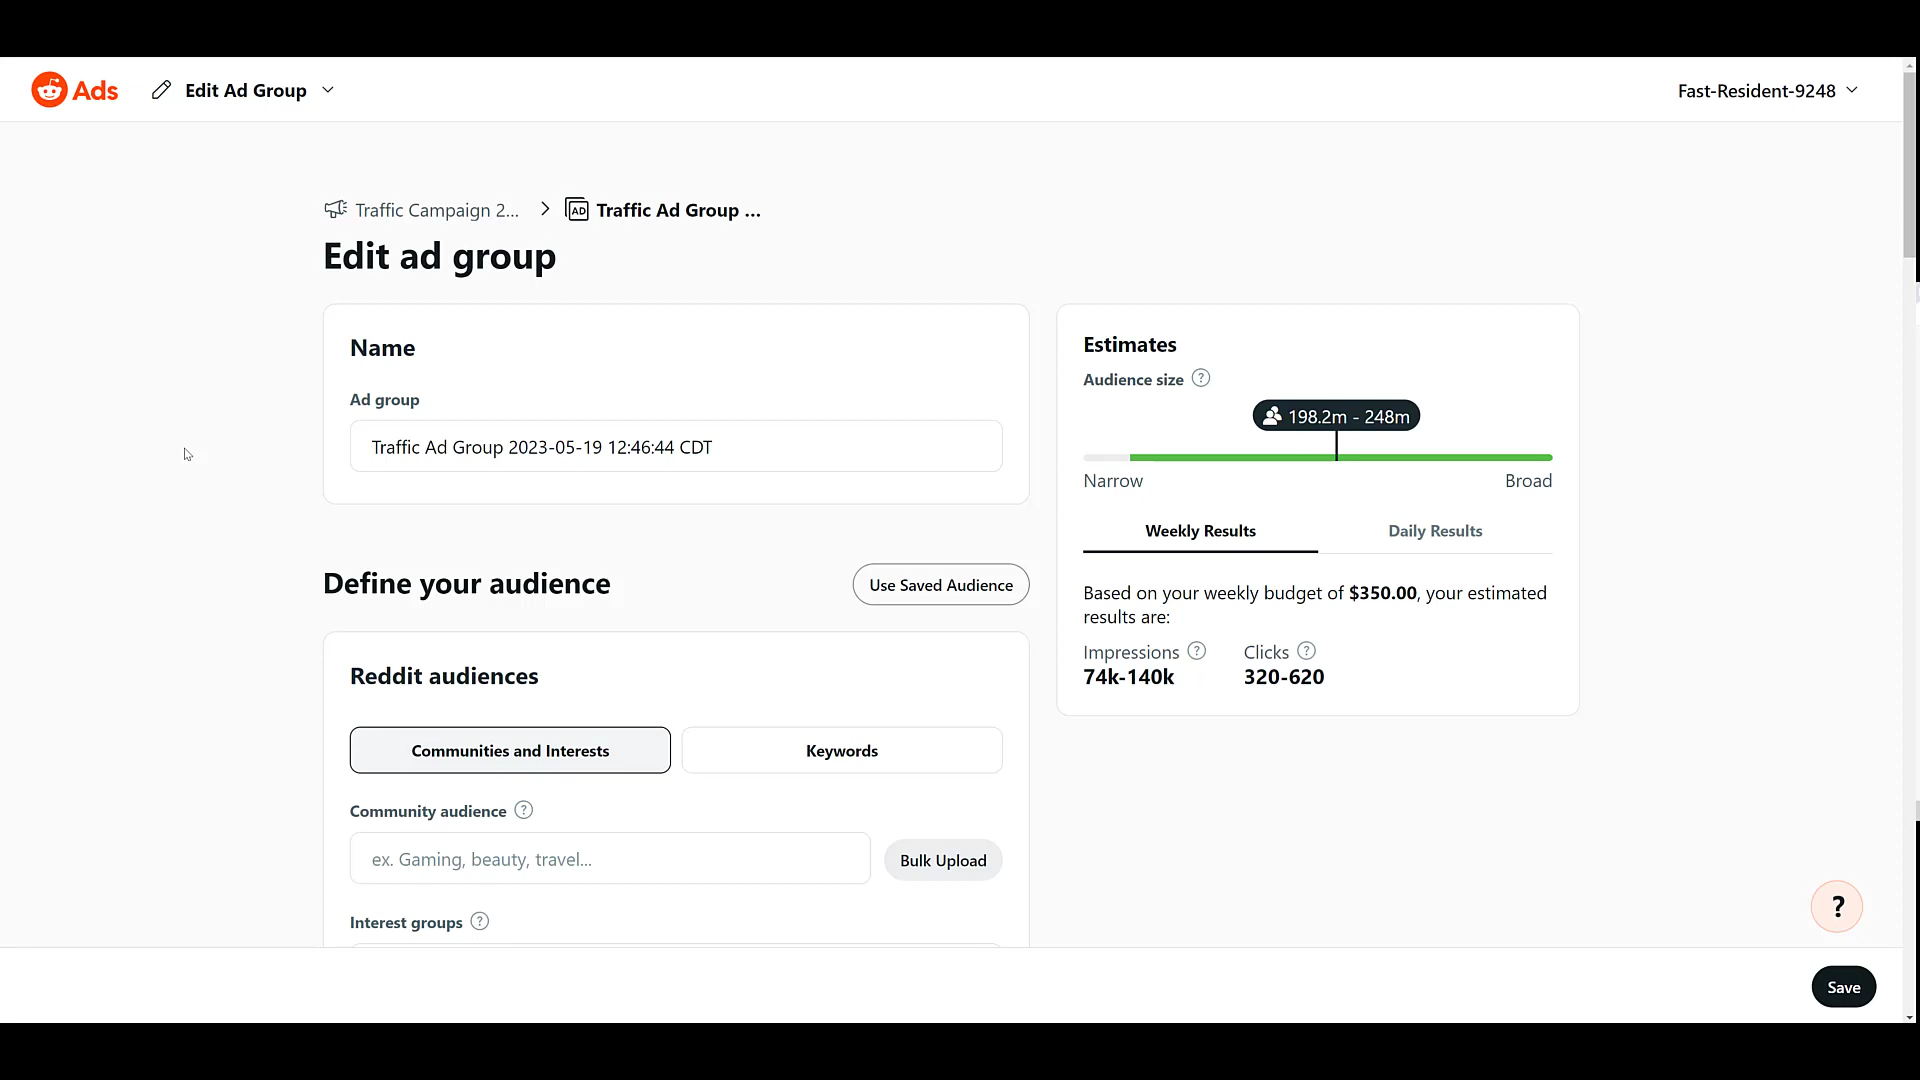 Ads
Edit Ad Group
Fast-Resident-9248
Traffic Campaign 2...
AD
Traffic Ad Group ...
Edit ad group
Name
Ad group
Traffic Ad Group 2023-05-19 12:46:44 CDT
Estimates
Audience size ?
198.2m - 248m
Narrow
Broad
Weekly Results
Daily Results
Based on your weekly budget of $350.00, your estimated
results are:
Impressions ?
Clicks ?
74k-140k
320-620
Define your audience
Use Saved Audience
Reddit audiences
Communities and Interests
Keywords
Community audience ?
ex. Gaming, beauty, travel...
Bulk Upload
Interest groups ?
?
Save